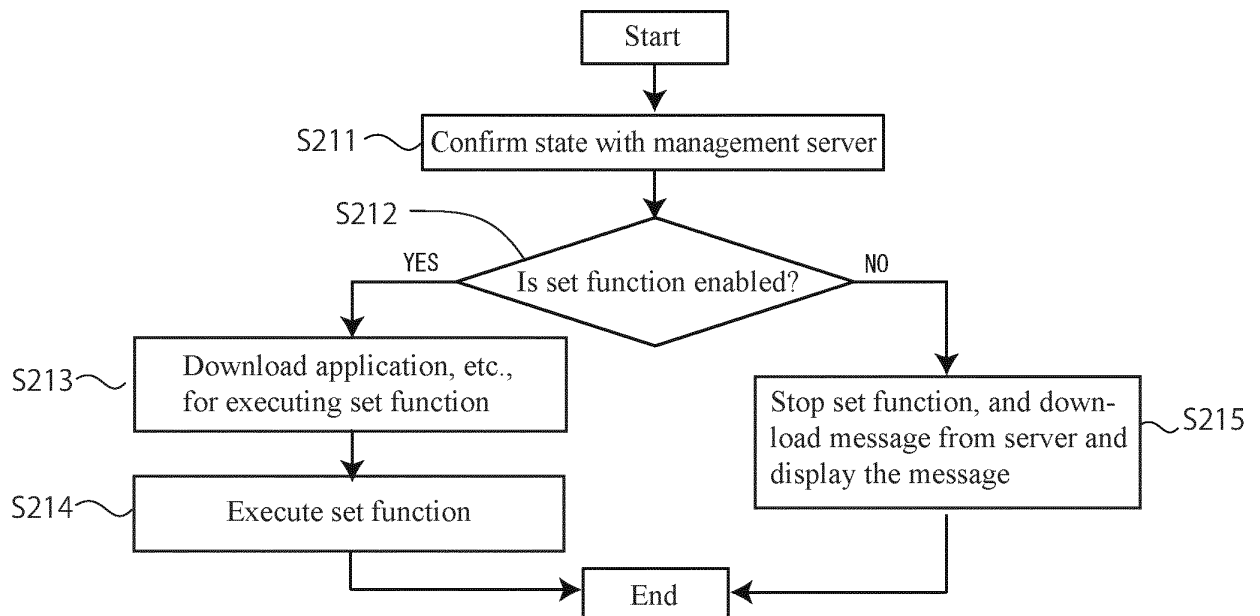 Start
S211
Confirm state with management server
S212
YES
Is set function enabled?
NO
S213
Download application, etc.,
for executing set function
Stop set function, and down-
load message from server and
display the message
S215
S214
Execute set function
End